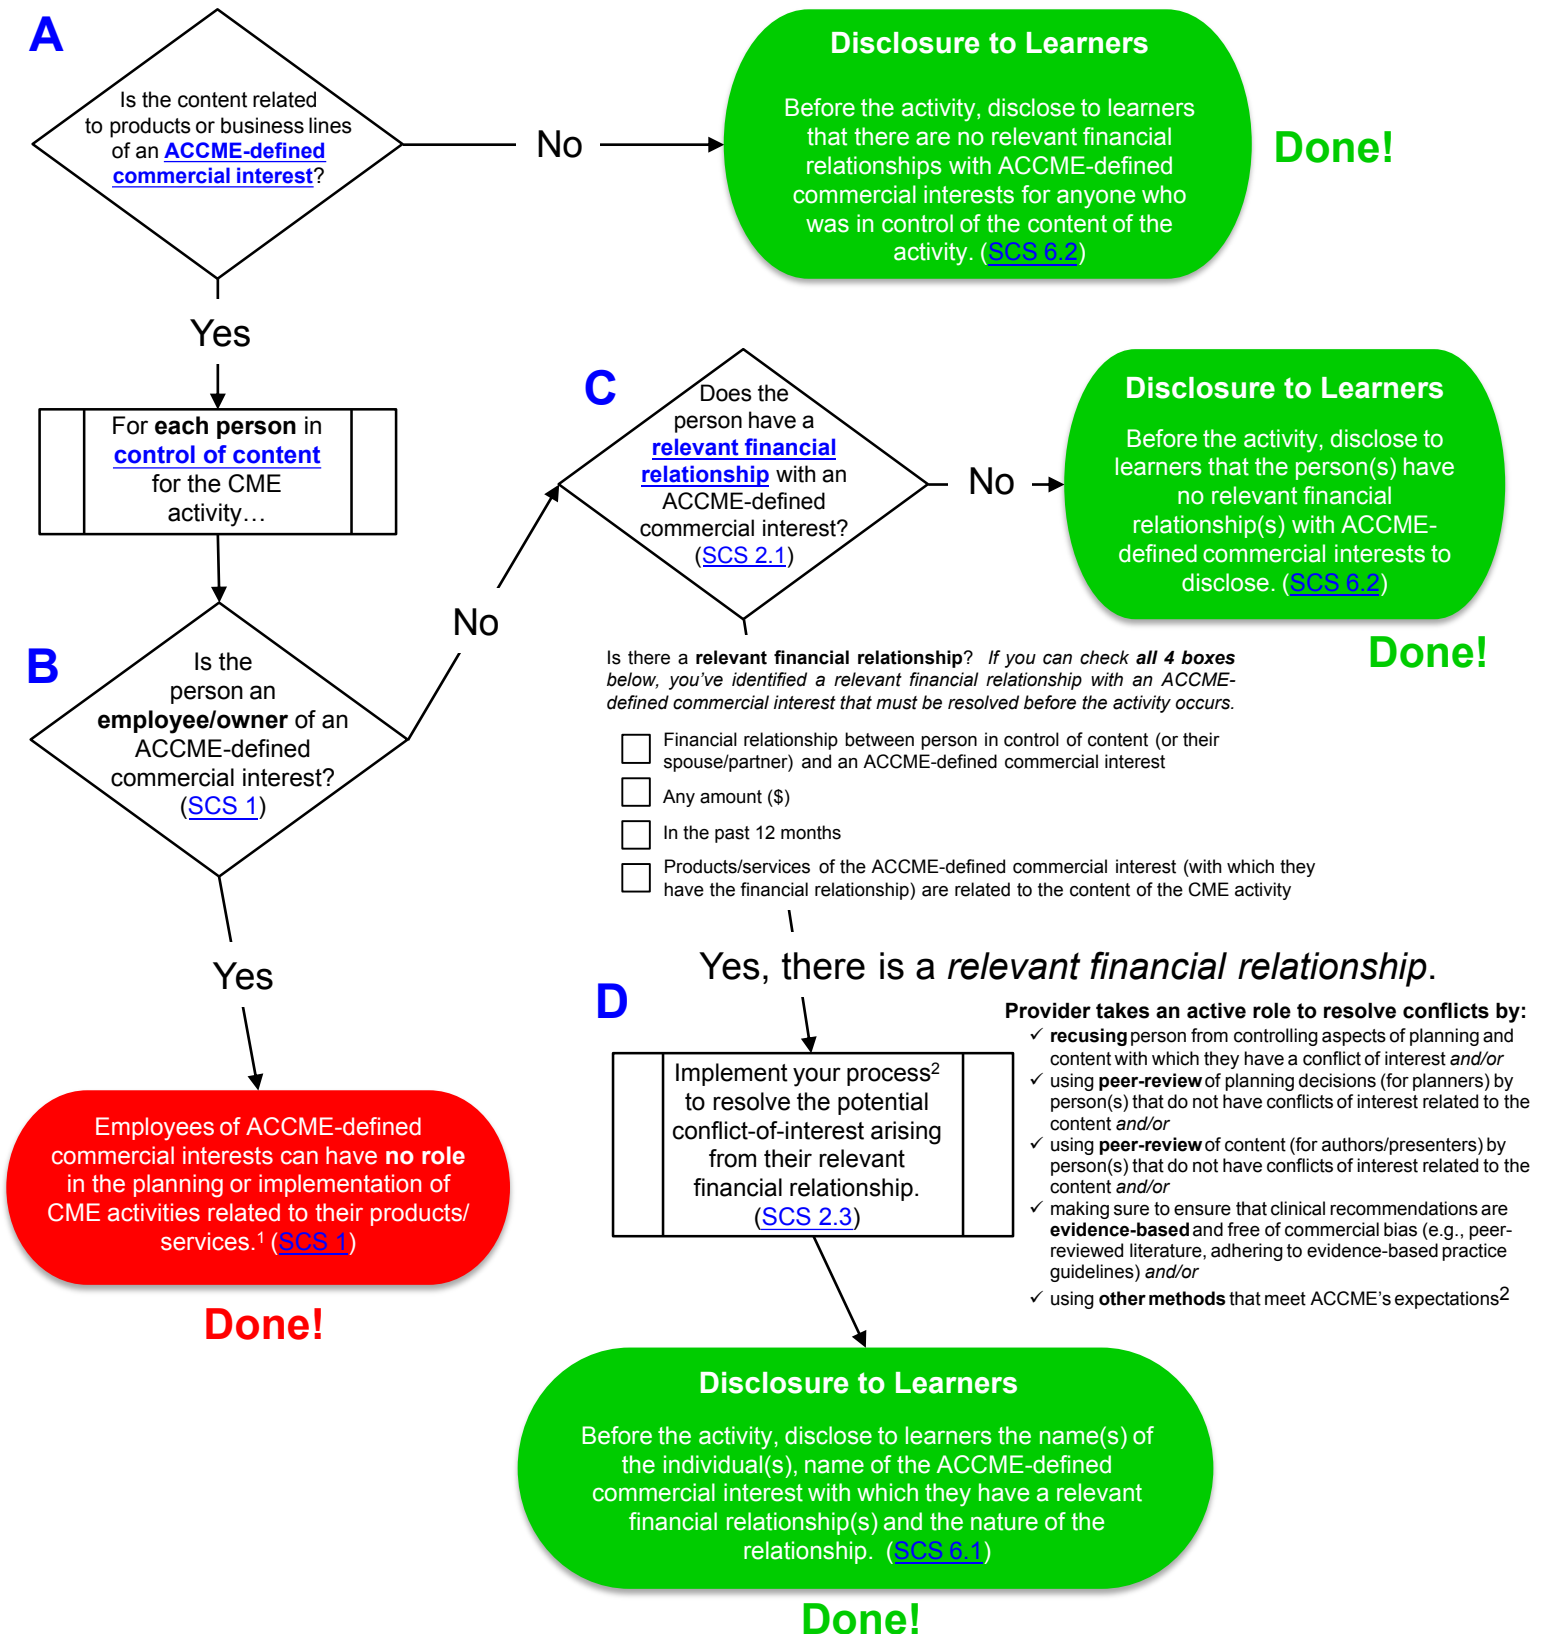 A
Is the content related
to products or business lines
of an ACCME-defined
commercial interest?
No
Disclosure to Learners
Before the activity, disclose to learners
that there are no relevant financial
relationships with ACCME-defined
commercial interests for anyone who
was in control of the content of the
activity. (SCS 6.2)
Done!
Yes
For each person in
control of content
for the CME
activity…
B
Is the
person an
employee/owner of an
ACCME-defined
commercial interest?
(SCS 1)
No
C
Does the
person have a
relevant financial
relationship with an
ACCME-defined
commercial interest?
(SCS 2.1)
No
Disclosure to Learners
Before the activity, disclose to
learners that the person(s) have
no relevant financial
relationship(s) with ACCME-
defined commercial interests to
disclose. (SCS 6.2)
Done!
Is there a relevant financial relationship? If you can check all 4 boxes
below, you've identified a relevant financial relationship with an ACCME-
defined commercial interest that must be resolved before the activity occurs.
Financial relationship between person in control of content (or their
spouse/partner) and an ACCME-defined commercial interest
Any amount ($)
In the past 12 months
Products/services of the ACCME-defined commercial interest (with which they
have the financial relationship) are related to the content of the CME activity
Yes
Employees of ACCME-defined
commercial interests can have no role
in the planning or implementation of
CME activities related to their products/
services.1 (SCS 1)
Done!
Yes, there is a relevant financial relationship.
D
Implement your process2
to resolve the potential
conflict-of-interest arising
from their relevant
financial relationship.
(SCS 2.3)
Provider takes an active role to resolve conflicts by:
✓ recusing person from controlling aspects of planning and
content with which they have a conflict of interest and/or
✓ using peer-review of planning decisions (for planners) by
person(s) that do not have conflicts of interest related to the
content and/or
✓ using peer-review of content (for authors/presenters) by
person(s) that do not have conflicts of interest related to the
content and/or
✓ making sure to ensure that clinical recommendations are
evidence-based and free of commercial bias (e.g., peer-
reviewed literature, adhering to evidence-based practice
guidelines) and/or
✓ using other methods that meet ACCME's expectations2
Disclosure to Learners
Before the activity, disclose to learners the name(s) of
the individual(s), name of the ACCME-defined
commercial interest with which they have a relevant
financial relationship(s) and the nature of the
relationship. (SCS 6.1)
Done!